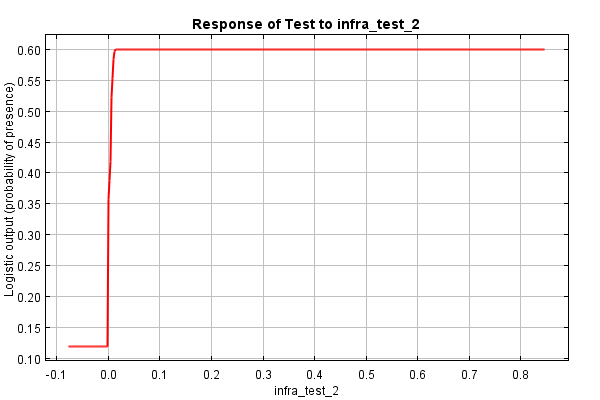 Response of Test to infra_test_2
Logistic output (probability of presence)
0.60
0.55
0.50
0.45
0.40
0.35
0.30
0.25
0.20
0.15
0.10
-0.1 0.0 0.1 0.2 0.3 0.4 0.5 0.6 0.7 0.8
infra_test_2